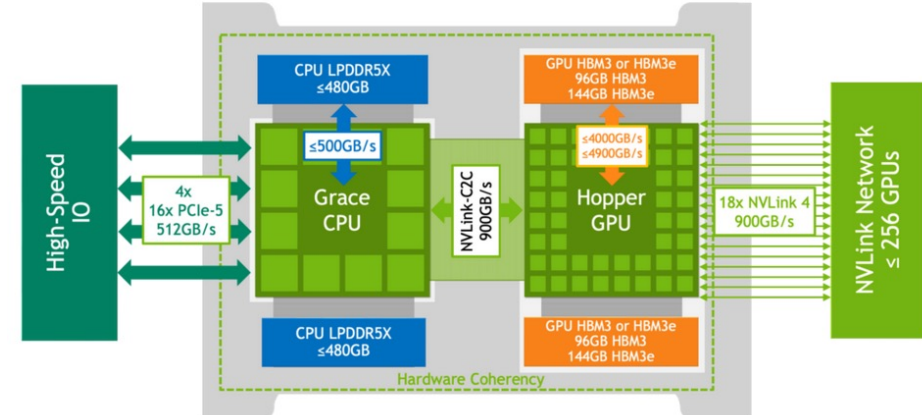 CPU LPDDR5X
≤480GB
GPU HBM3 or HBM3e
96GB HBM3
144GB HBM3e
≤500GB/s
≤4000GB/s
≤4900GB/s
High-Speed
IO
4x
16x PCIe-5
512GB/s
Grace
CPU
NVLink-C2C
900GB/s
Hopper
GPU
18x NVLink 4
900GB/s
NVLink Network
≤ 256 GPUs
CPU LPDDR5X
≤480GB
GPU HBM3 or HBM3e
96GB HBM3
144GB HBM3e
Hardware Coherency